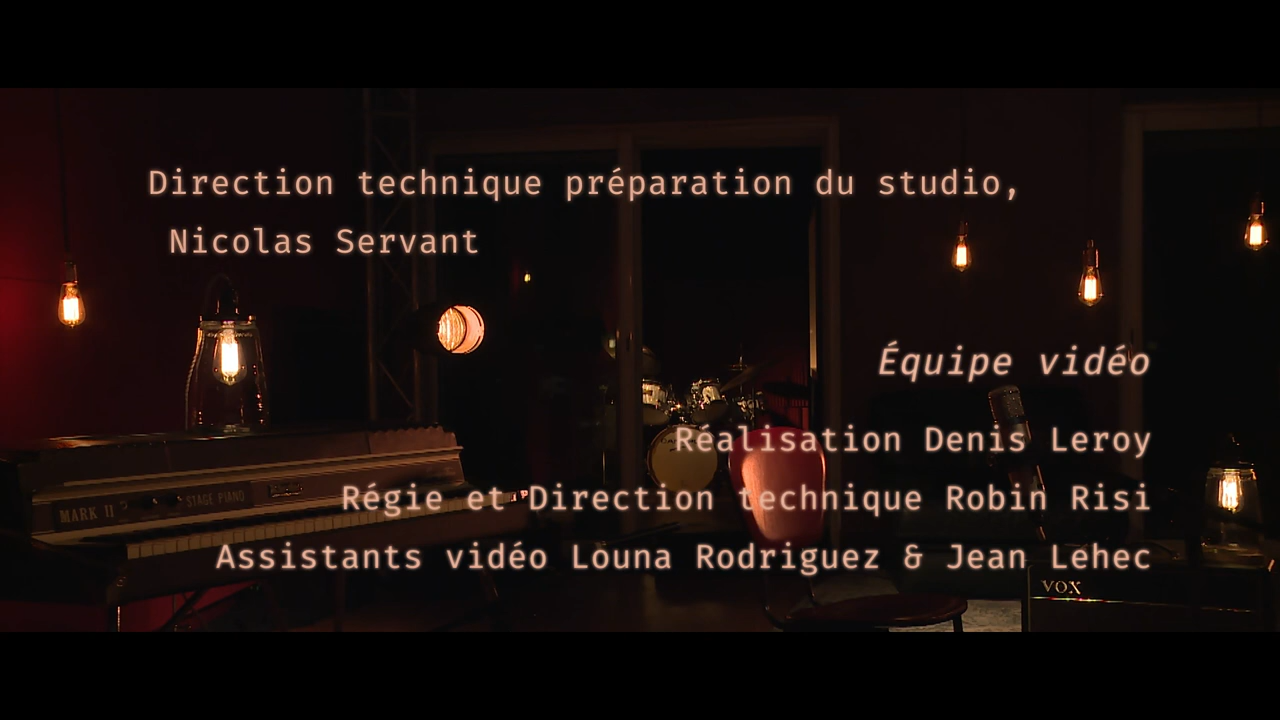 Direction technique préparation du studio,
Nicolas Servant
Équipe vidéo
Réalisation Denis Leroy
Régie et Direction technique Robin Risi
Assistants vidéo Louna Rodriguez & Jean Lehec
MARK II
STAGE PIANO
VOX